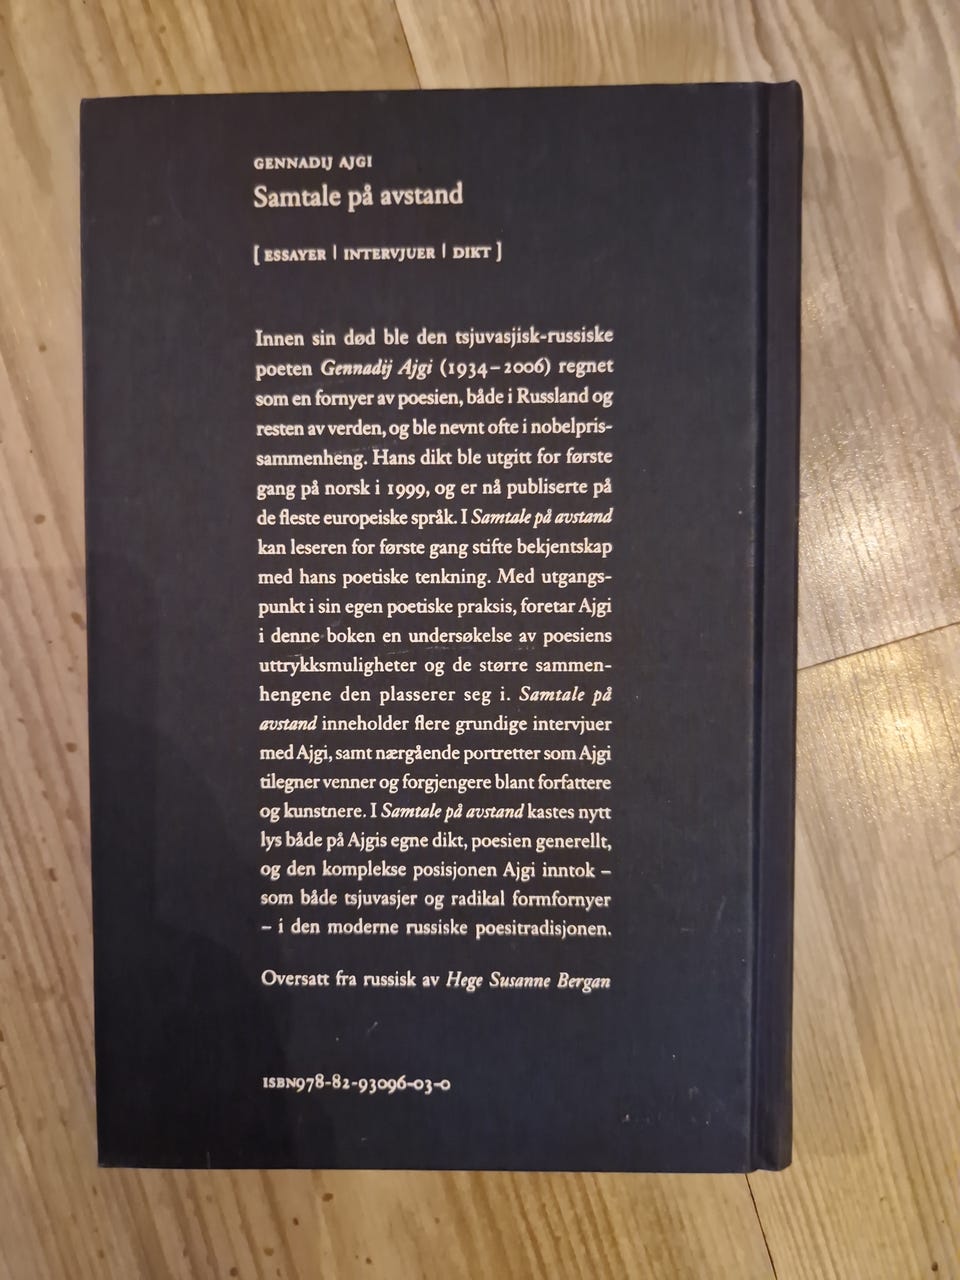 GENNADIJ AJGI
Samtale på avstand
[ ESSAYER | INTERVJUER | DIKT ]
Innen sin død ble den tsjuvasjisk-russiske
poeten Gennadij Ajgi (1934–2006) regnet
som en fornyer av poesien, både i Russland og
resten av verden, og ble nevnt ofte i nobelpris-
sammenheng. Hans dikt ble utgitt for første
gang på norsk i 1999, og er nå publiserte på
de fleste europeiske språk. I Samtale på avstand
kan leseren for første gang stifte bekjentskap
med hans poetiske tenkning. Med utgangs-
punkt i sin egen poetiske praksis, foretar Ajgi
i denne boken en undersøkelse av poesiens
uttrykksmuligheter og de større sammen-
hengene den plasserer seg i. Samtale på
avstand inneholder flere grundige intervjuer
med Ajgi, samt nærgående portretter som Ajgi
tilegner venner og forgjengere blant forfattere
og kunstnere. I Samtale på avstand kastes nytt
lys både på Ajgis egne dikt, poesien generellt,
og den komplekse posisjonen Ajgi inntok –
som både tsjuvasjer og radikal formfornyer
– i den moderne russiske poesitradisjonen.
Oversatt fra russisk av Hege Susanne Bergan
ISBN978-82-93096-03-0